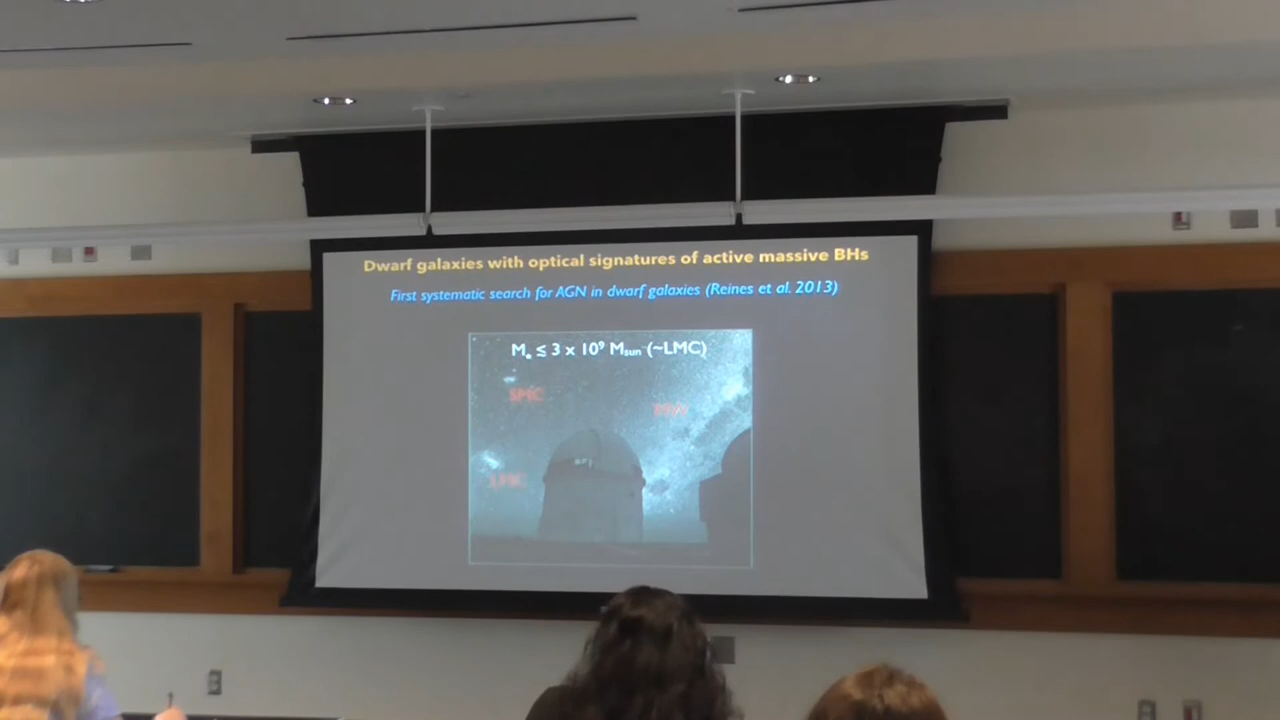 Dwarf galaxies with optical signatures of active massive BHs
First systematic search for AGN in dwarf galaxies (Reines et al. 2013)
M⋆ ≤ 3 x 10⁹ Msun (~LMC)
SMC
LMC